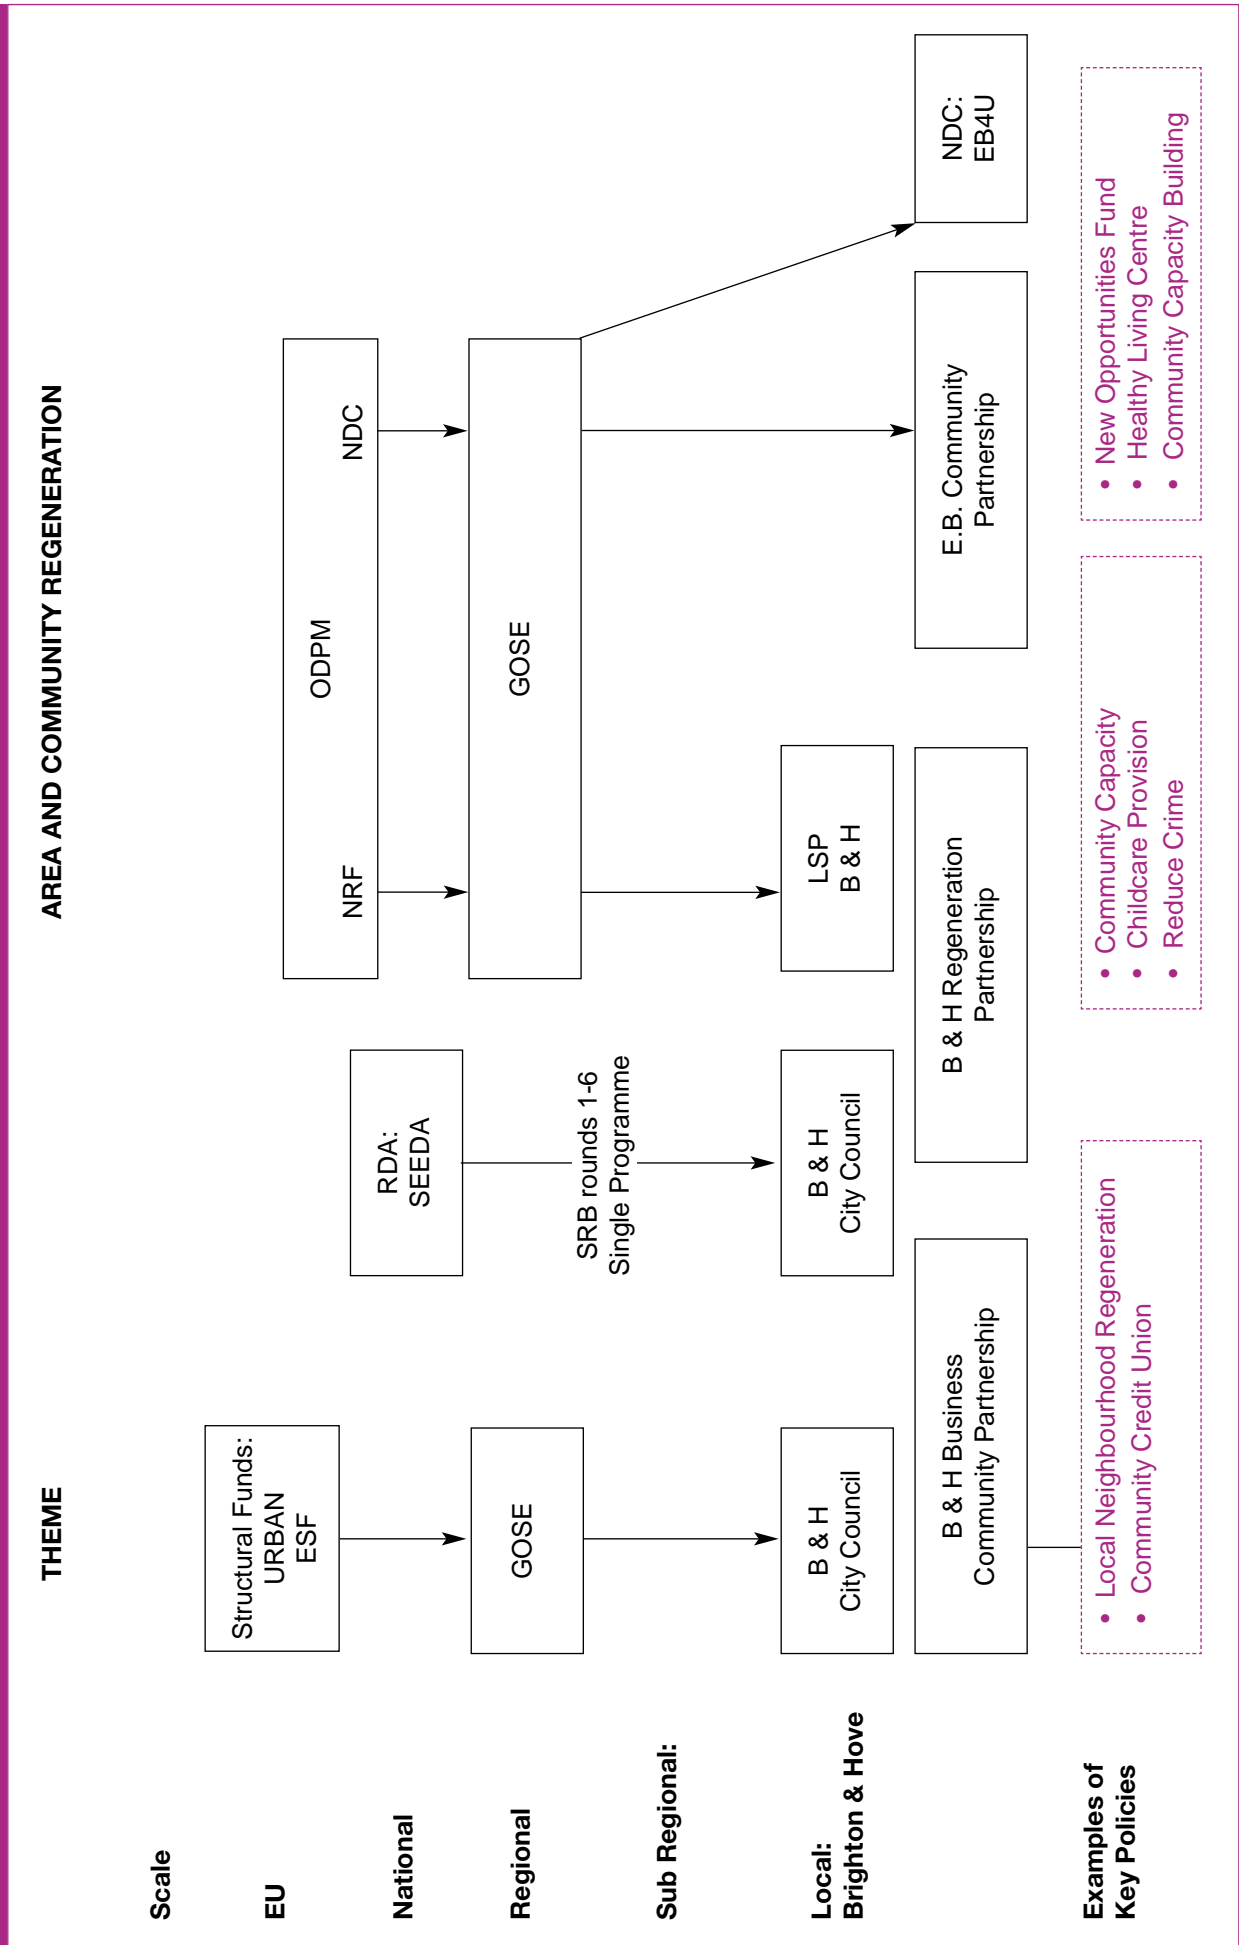 THEME
AREA AND COMMUNITY REGENERATION
Scale
EU
Structural Funds:
URBAN
ESF
National
ODPM
NRF
NDC
RDA:
SEEDA
Regional
GOSE
GOSE
Sub Regional:
SRB rounds 1-6
Single Programme
Local:
Brighton & Hove
B & H
City Council
B & H
City Council
LSP
B & H
B & H Business
Community Partnership
B & H Regeneration
Partnership
E.B. Community
Partnership
NDC:
EB4U
Examples of
Key Policies
• Local Neighbourhood Regeneration
• Community Credit Union
• Community Capacity
• Childcare Provision
• Reduce Crime
• New Opportunities Fund
• Healthy Living Centre
• Community Capacity Building